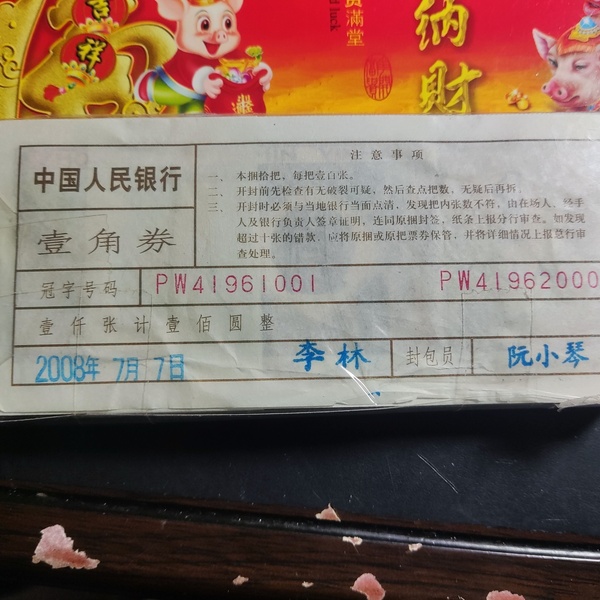 吉
祥
贵满堂
d luck
纳
财
中国人民银行
壹角券
注意事项
一、本捆拾把，每把壹百张。
二、开封前先检查有无破裂可疑，然后查点把数，无疑后再拆。
三、开封时必须与当地银行当面点清，发现把内张数不符，由在场人、经手
人及银行负责人签章证明，连同原捆封签，纸条上报分行审查。如发现
超过十张的错款，应将原捆或原把票券保管，并将详细情况上报总行审
查处理。
冠字号码 PW41961001 PW41962000
壹仟张计壹佰圆整
2008年 7月 7日 李林 封包员 阮小琴